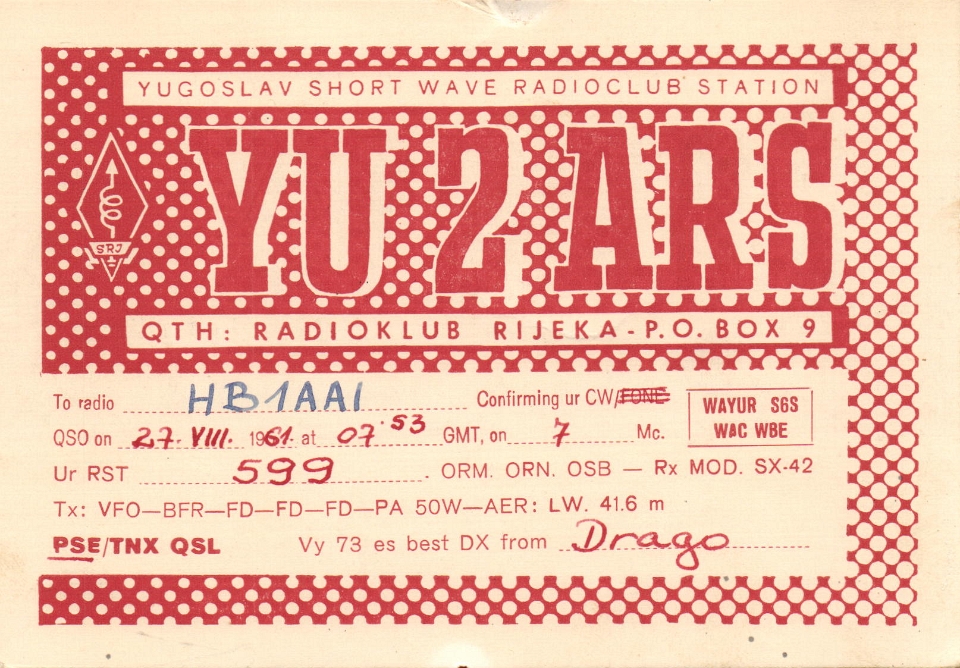 YUGOSLAV SHORT WAVE RADIOCLUB STATION
YU 2 ARS
SRJ
QTH: RADIOKLUB RIJEKA - P.O. BOX 9
To radio HB1AAI Confirming ur CW/FONE
WAYUR S6S
WAC WBE
QSO on 27. VIII. 1961. at 07 53 GMT, on 7 Mc.
Ur RST 599. QRM. QRN. QSB — Rx MOD. SX-42
Tx: VFO—BFR—FD—FD—FD—PA 50W—AER: LW. 41.6 m
PSE/TNX QSL Vy 73 es best DX from Drago